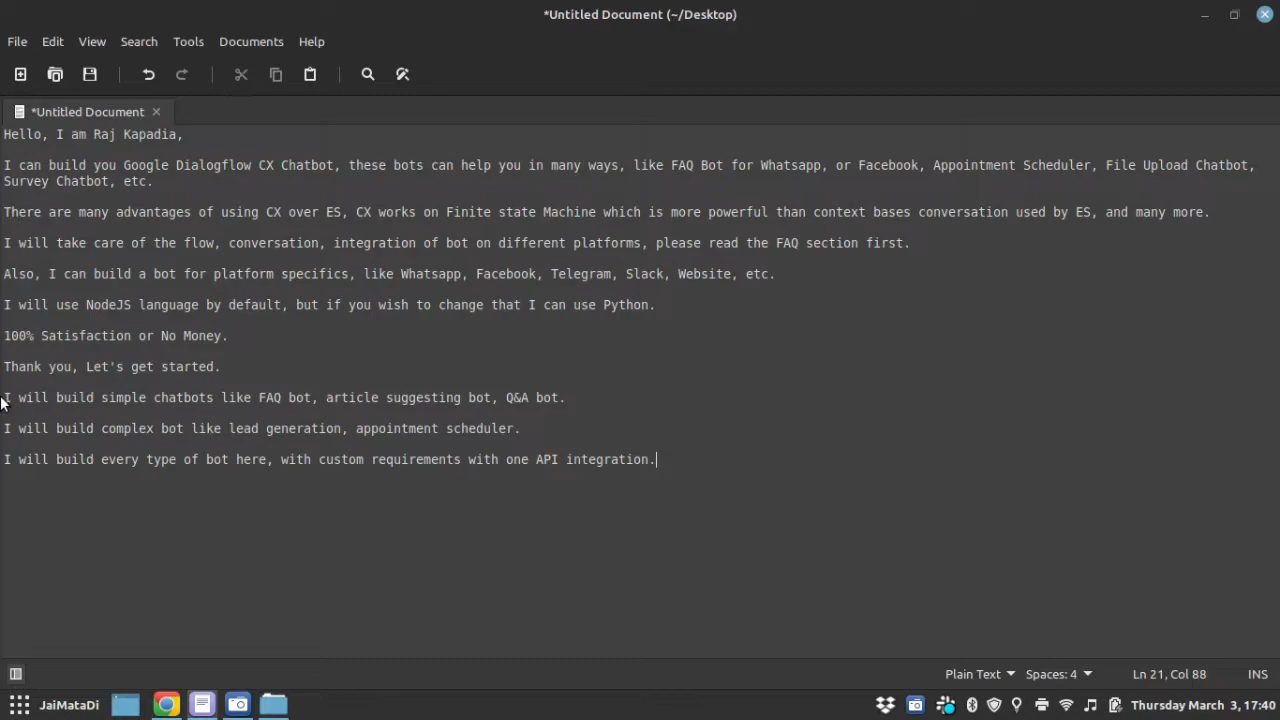 *Untitled Document (~/Desktop)
File Edit View Search Tools Documents Help
*Untitled Document
Hello, I am Raj Kapadia,
I can build you Google Dialogflow CX Chatbot, these bots can help you in many ways, like FAQ Bot for Whatsapp, or Facebook, Appointment Scheduler, File Upload Chatbot,
Survey Chatbot, etc.
There are many advantages of using CX over ES, CX works on Finite state Machine which is more powerful than context bases conversation used by ES, and many more.
I will take care of the flow, conversation, integration of bot on different platforms, please read the FAQ section first.
Also, I can build a bot for platform specifics, like Whatsapp, Facebook, Telegram, Slack, Website, etc.
I will use NodeJS language by default, but if you wish to change that I can use Python.
100% Satisfaction or No Money.
Thank you, Let's get started.
I will build simple chatbots like FAQ bot, article suggesting bot, Q&A bot.
I will build complex bot like lead generation, appointment scheduler.
I will build every type of bot here, with custom requirements with one API integration.
Plain Text Spaces: 4 Ln 21, Col 88 INS
JaiMataDi Thursday March 3, 17:40